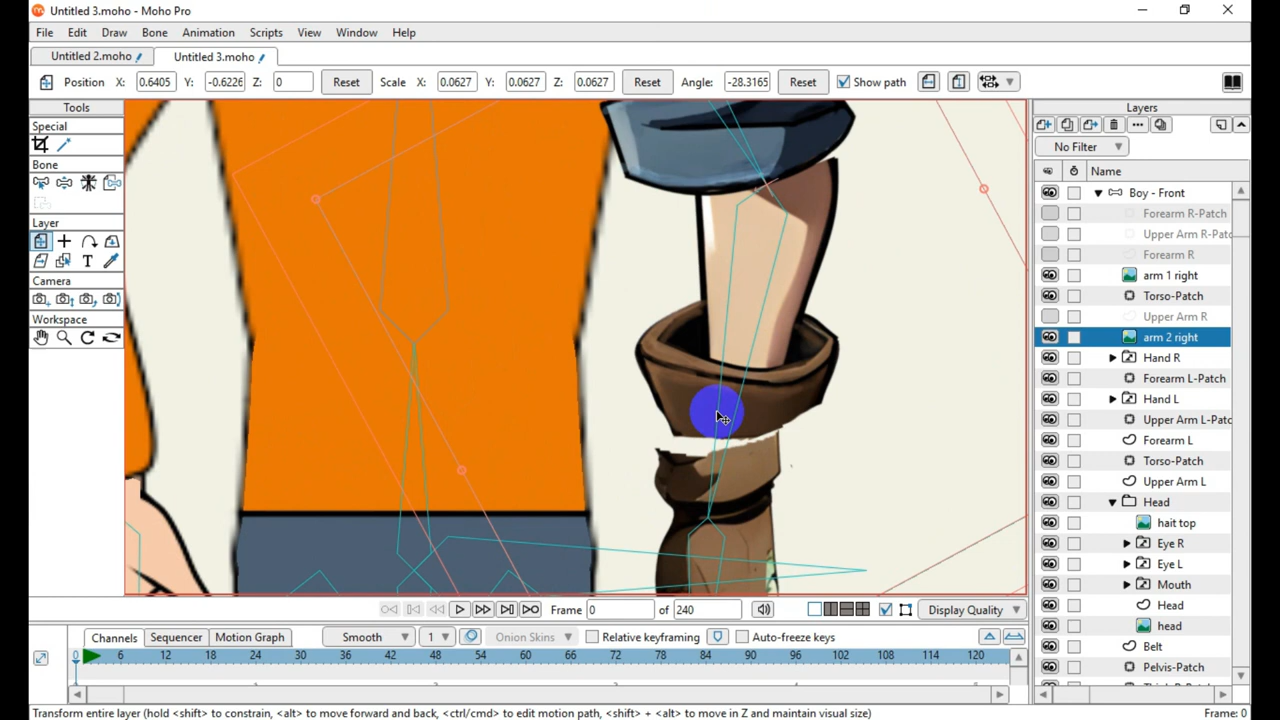 Untitled 3.moho - Moho Pro
File Edit Draw Bone Animation Scripts View Window Help
Untitled 2.moho Untitled 3.moho
Position X: 0.6405 Y: -0.6226 Z: 0 Reset Scale X: 0.0627 Y: 0.0627 Z: 0.0627 Reset Angle: -28.3165 Reset Show path
Tools
Special
Bone
Layer
Camera
Workspace
Layers
No Filter
Name
Boy - Front
Forearm R-Patch
Upper Arm R-Patc
Forearm R
arm 1 right
Torso-Patch
Upper Arm R
arm 2 right
Hand R
Forearm L-Patch
Hand L
Upper Arm L-Patc
Forearm L
Torso-Patch
Upper Arm L
Head
hait top
Eye R
Eye L
Mouth
Head
head
Belt
Pelvis-Patch
Frame 0 of 240 Display Quality
Channels Sequencer Motion Graph Smooth 1 Onion Skins Relative keyframing Auto-freeze keys
0 6 12 18 24 30 36 42 48 54 60 66 72 78 84 90 96 102 108 114 120
Transform entire layer (hold <shift> to constrain, <alt> to move forward and back, <ctrl/cmd> to edit motion path, <shift> + <alt> to move in Z and maintain visual size) Frame: 0